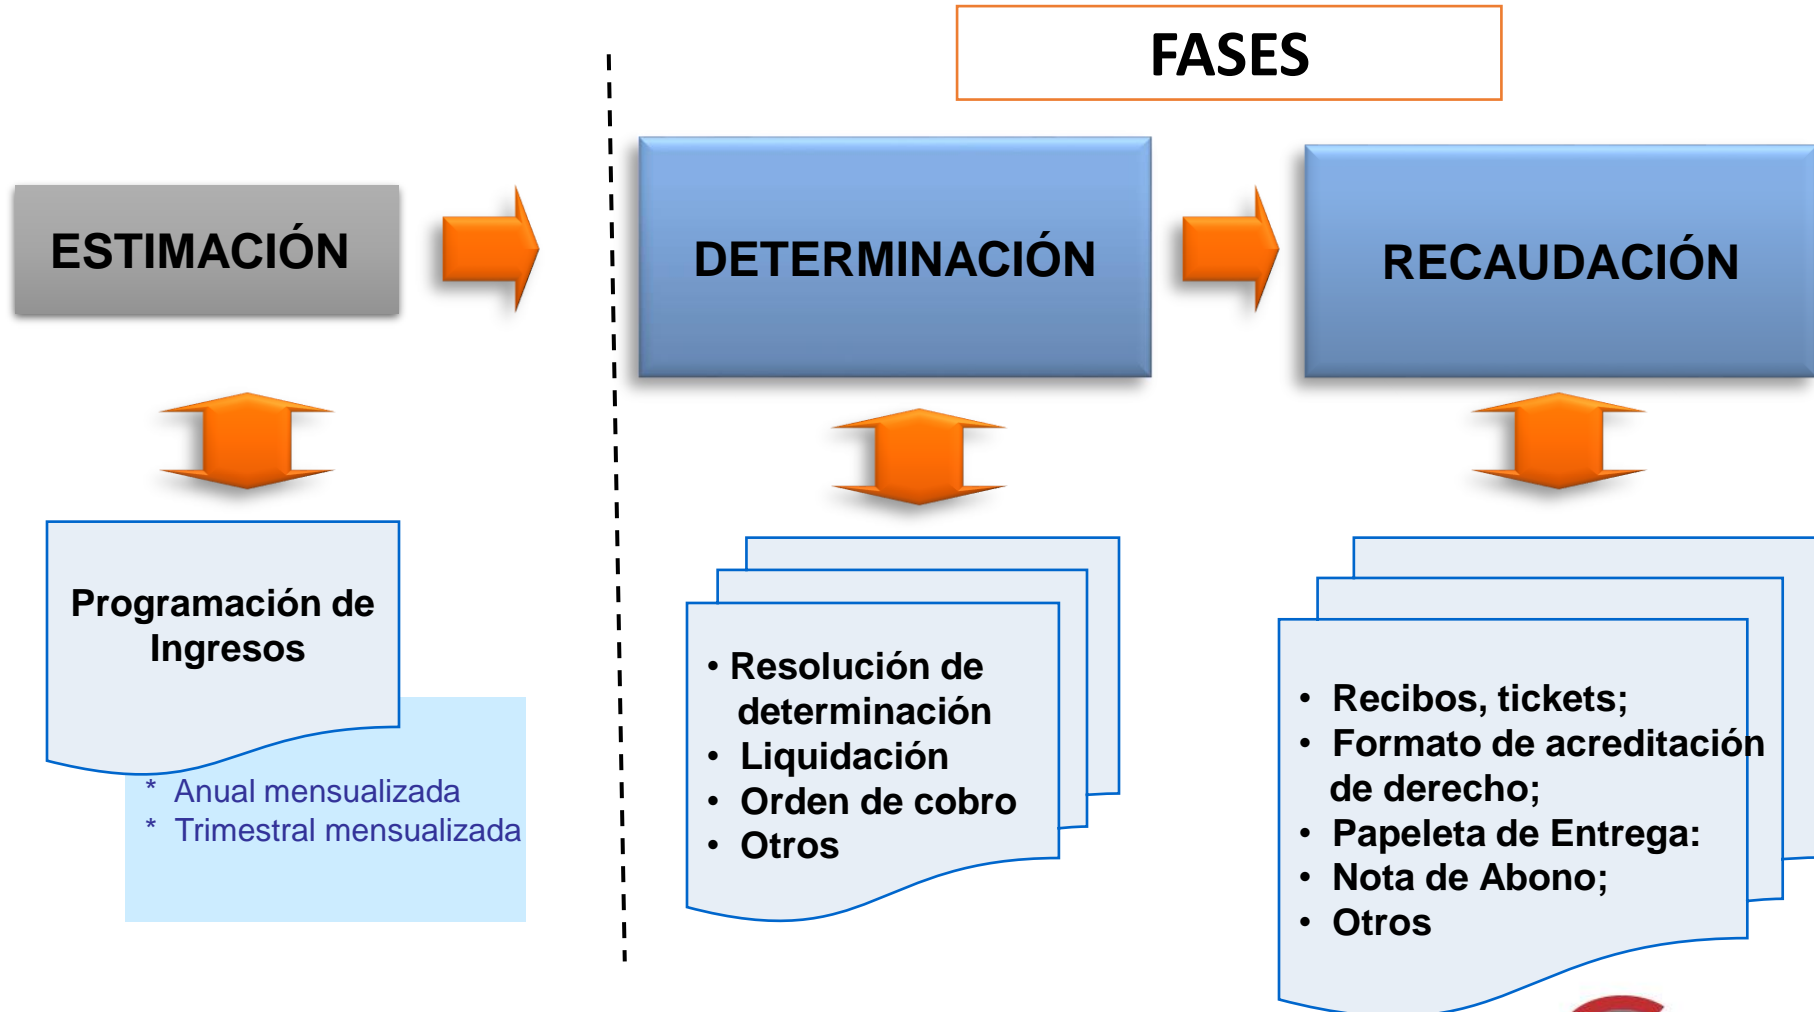 FASES
ESTIMACIÓN
DETERMINACIÓN
RECAUDACIÓN
Programación de
Ingresos
* Anual mensualizada
* Trimestral mensualizada
• Resolución de
determinación
• Liquidación
• Orden de cobro
• Otros
• Recibos, tickets;
• Formato de acreditación
de derecho;
• Papeleta de Entrega:
• Nota de Abono;
• Otros